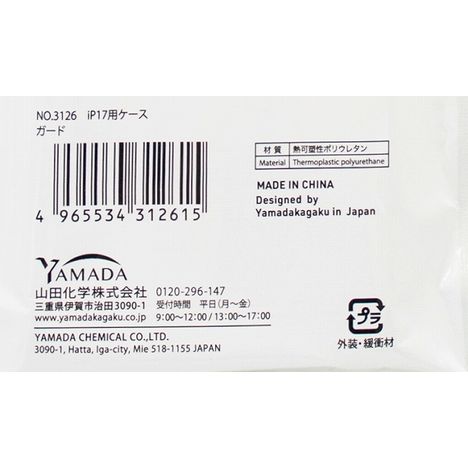 NO.3126 iP17用ケース
ガード
4 965534 312615
材質 熱可塑性ポリウレタン
Material Thermoplastic polyurethane
MADE IN CHINA
Designed by
Yamadakagaku in Japan
YAMADA
山田化学株式会社 0120-296-147
三重県伊賀市治田3090-1 受付時間 平日(月〜金)
www.yamadakagaku.co.jp 9:00〜12:00/13:00〜17:00
YAMADA CHEMICAL CO.,LTD.
3090-1, Hatta, Iga-city, Mie 518-1155 JAPAN
プラ
外装・緩衝材